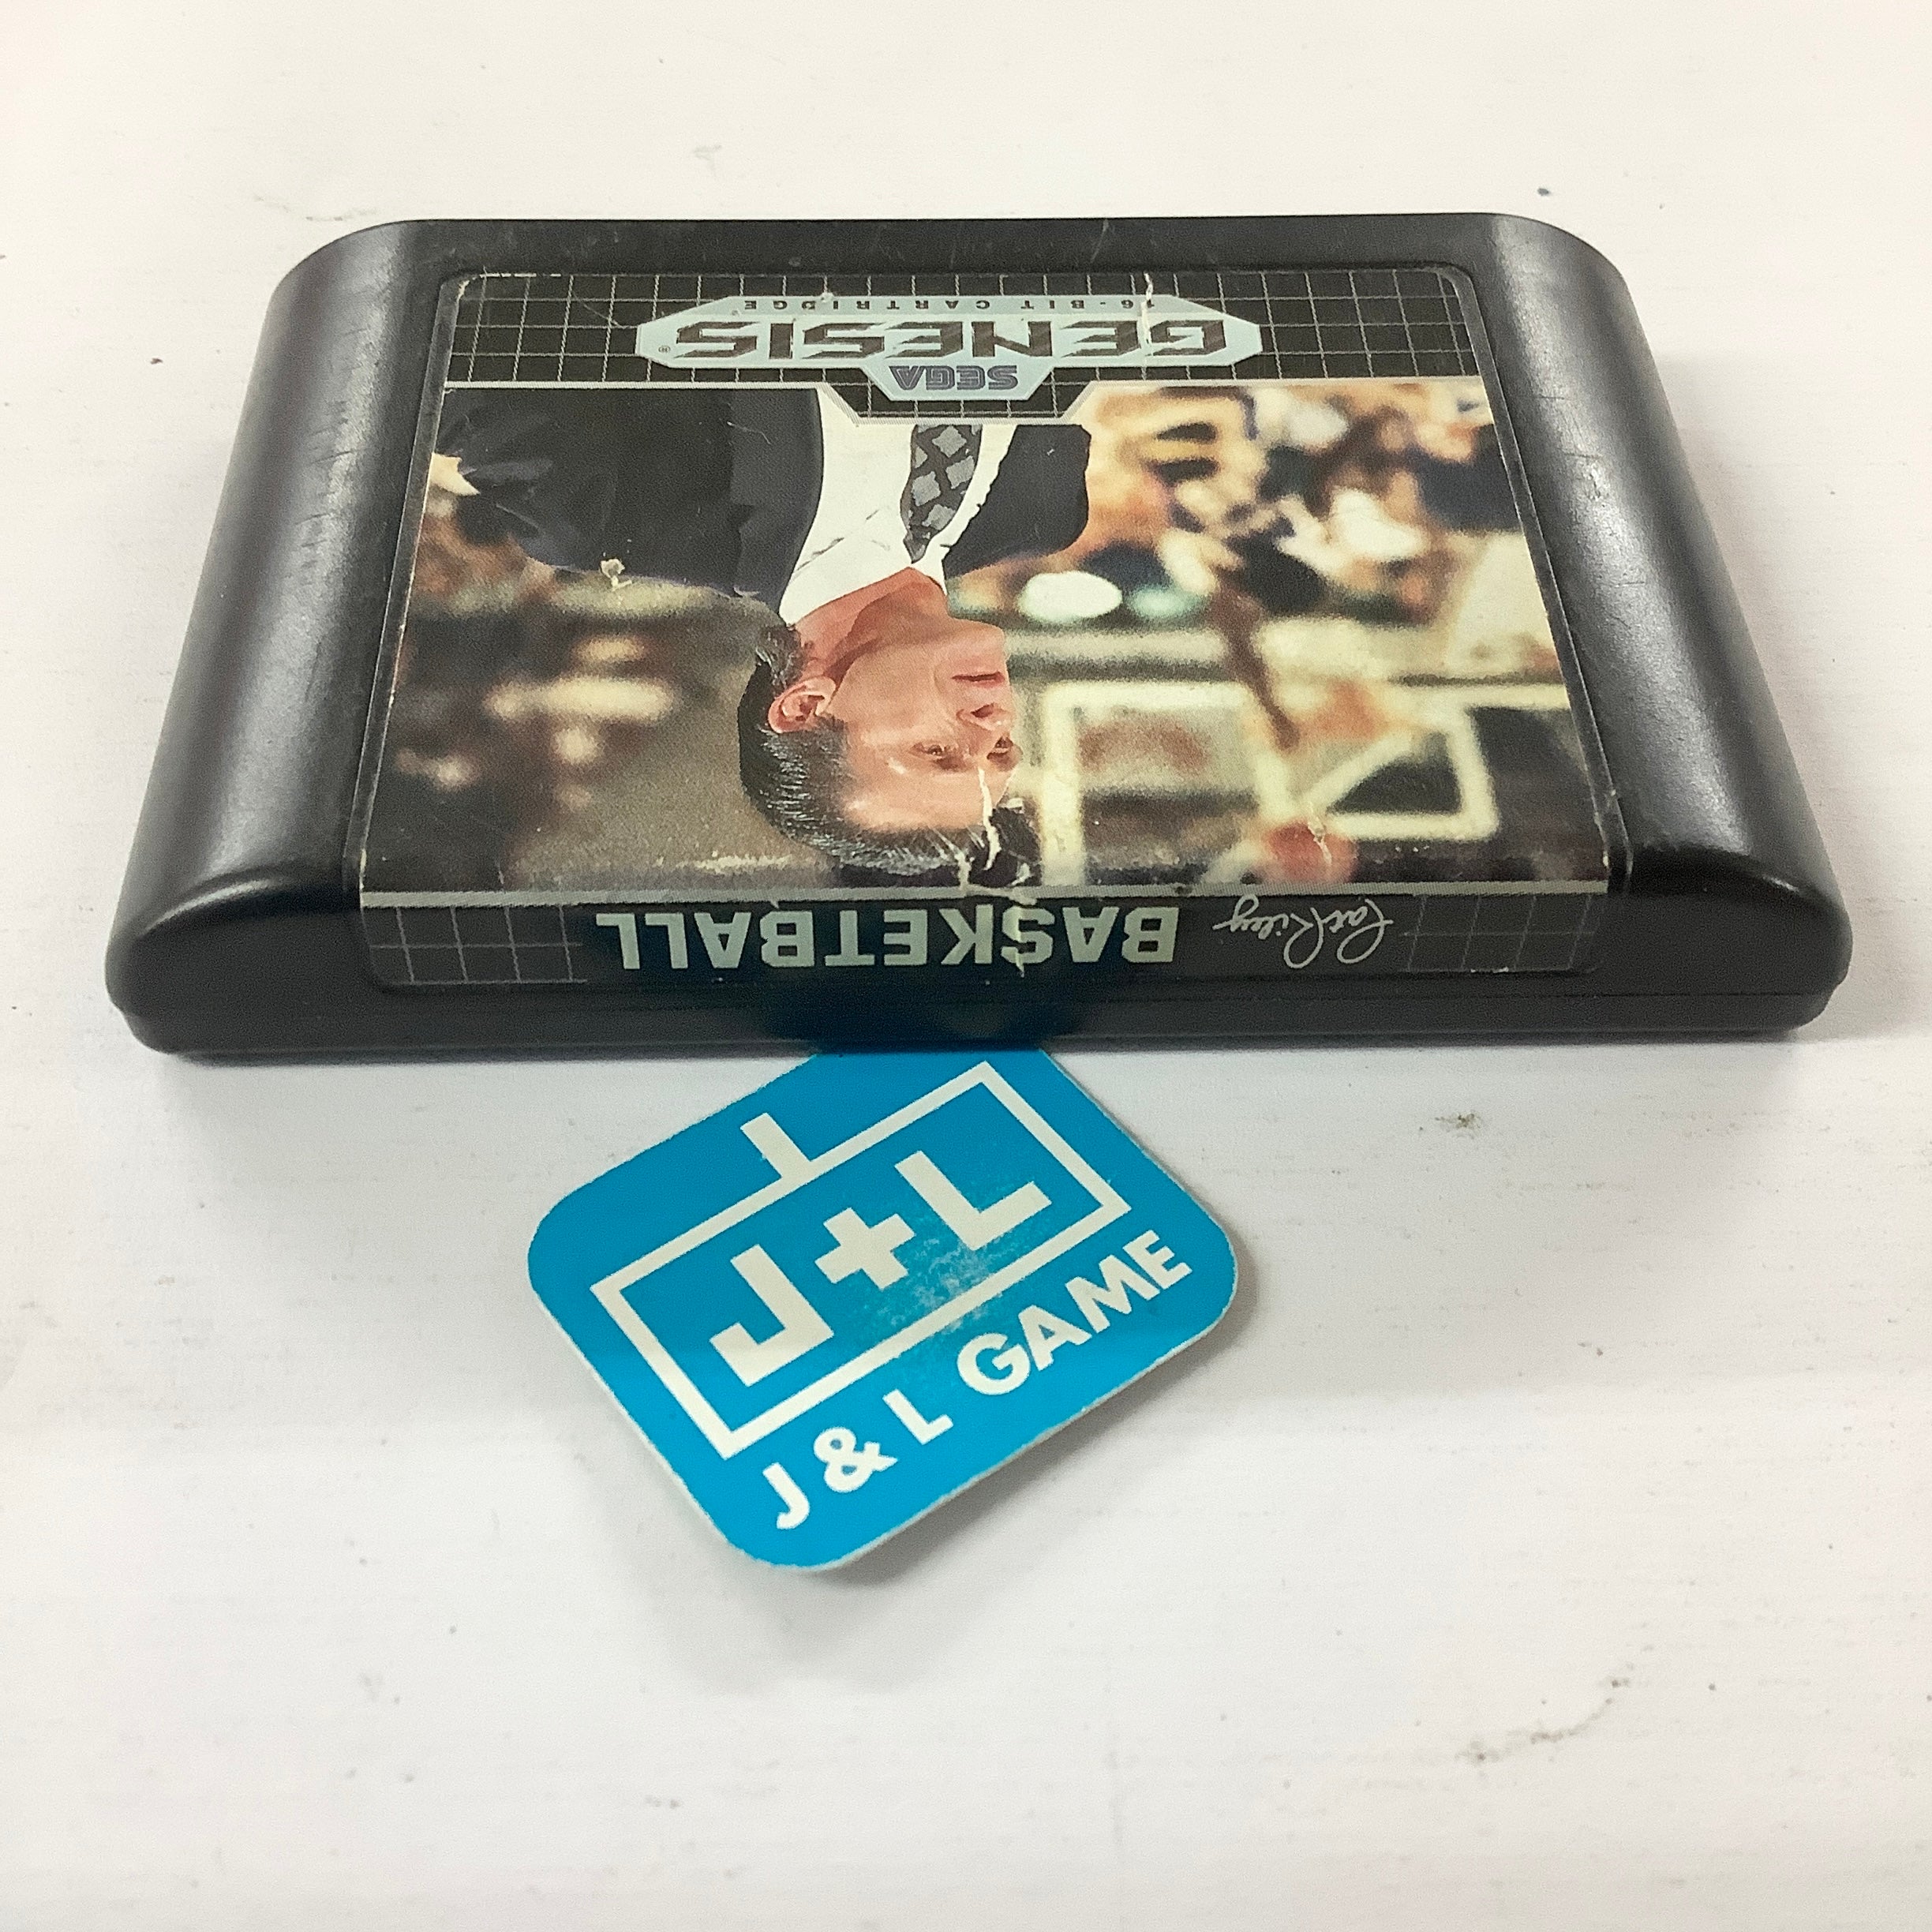 Pat Riley BASKETBALL
SEGA
GENESIS®
16-BIT CARTRIDGE
J+L
J & L GAME